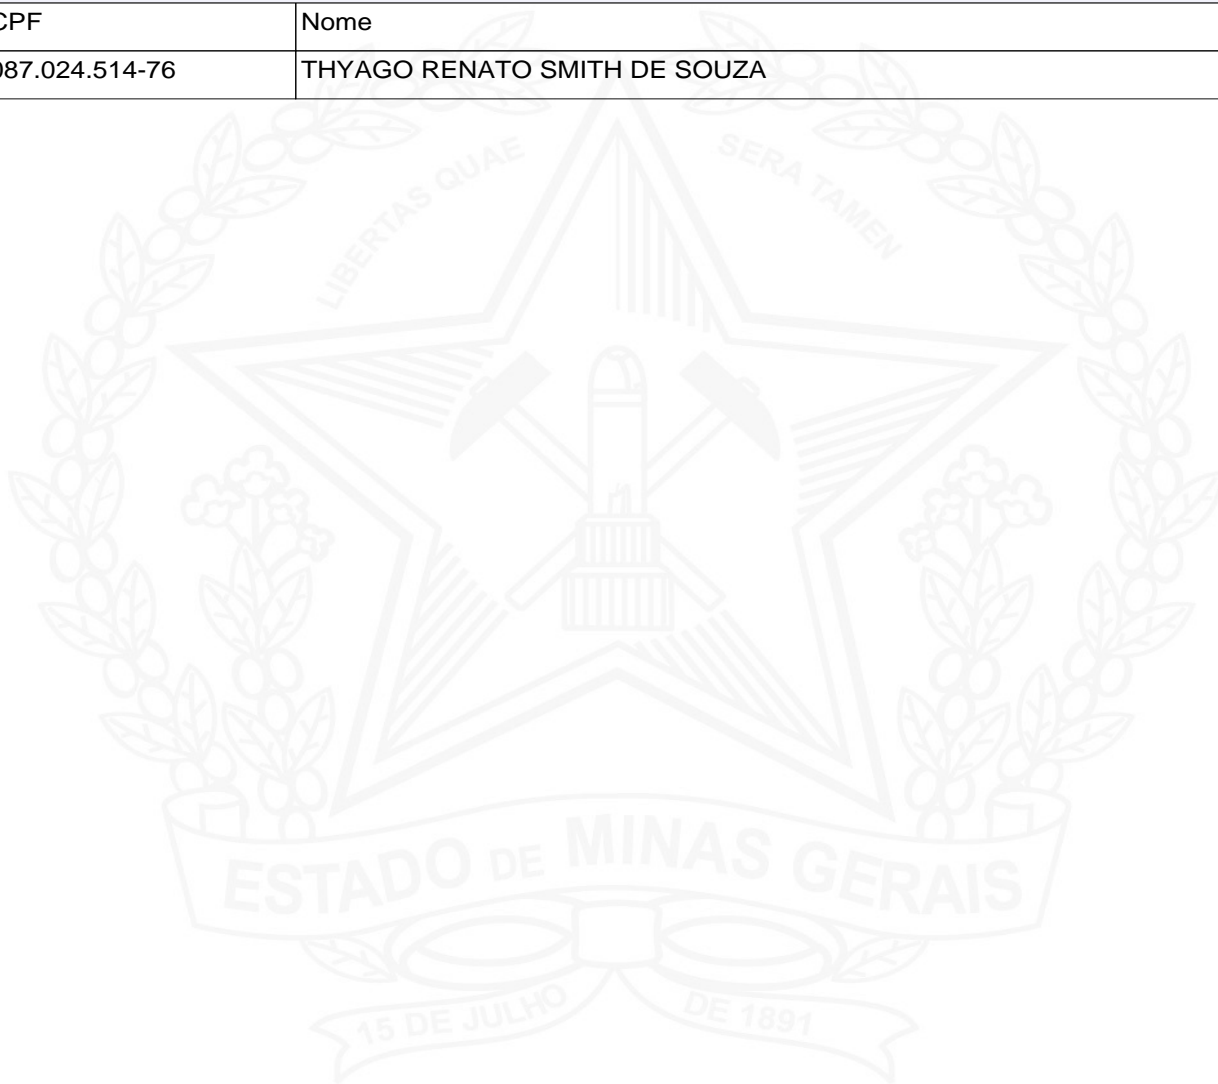 CPF Nome
087.024.514-76 THYAGO RENATO SMITH DE SOUZA
LIBERTAS QUAE SERA TAMEN
ESTADO DE MINAS GERAIS
15 DE JULHO DE 1891